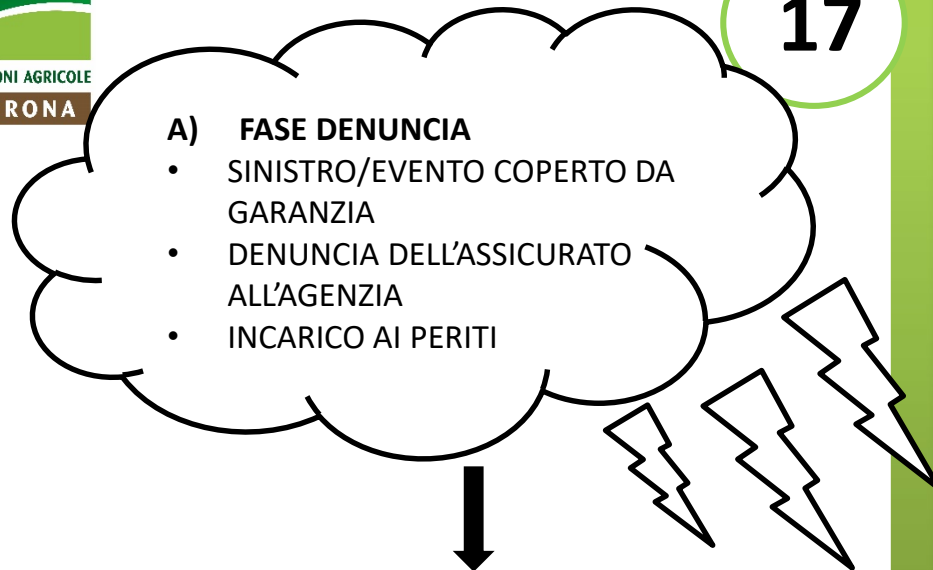 17
ONI AGRICOLE
RONA
A) FASE DENUNCIA
• SINISTRO/EVENTO COPERTO DA
GARANZIA
• DENUNCIA DELL’ASSICURATO
ALL’AGENZIA
• INCARICO AI PERITI